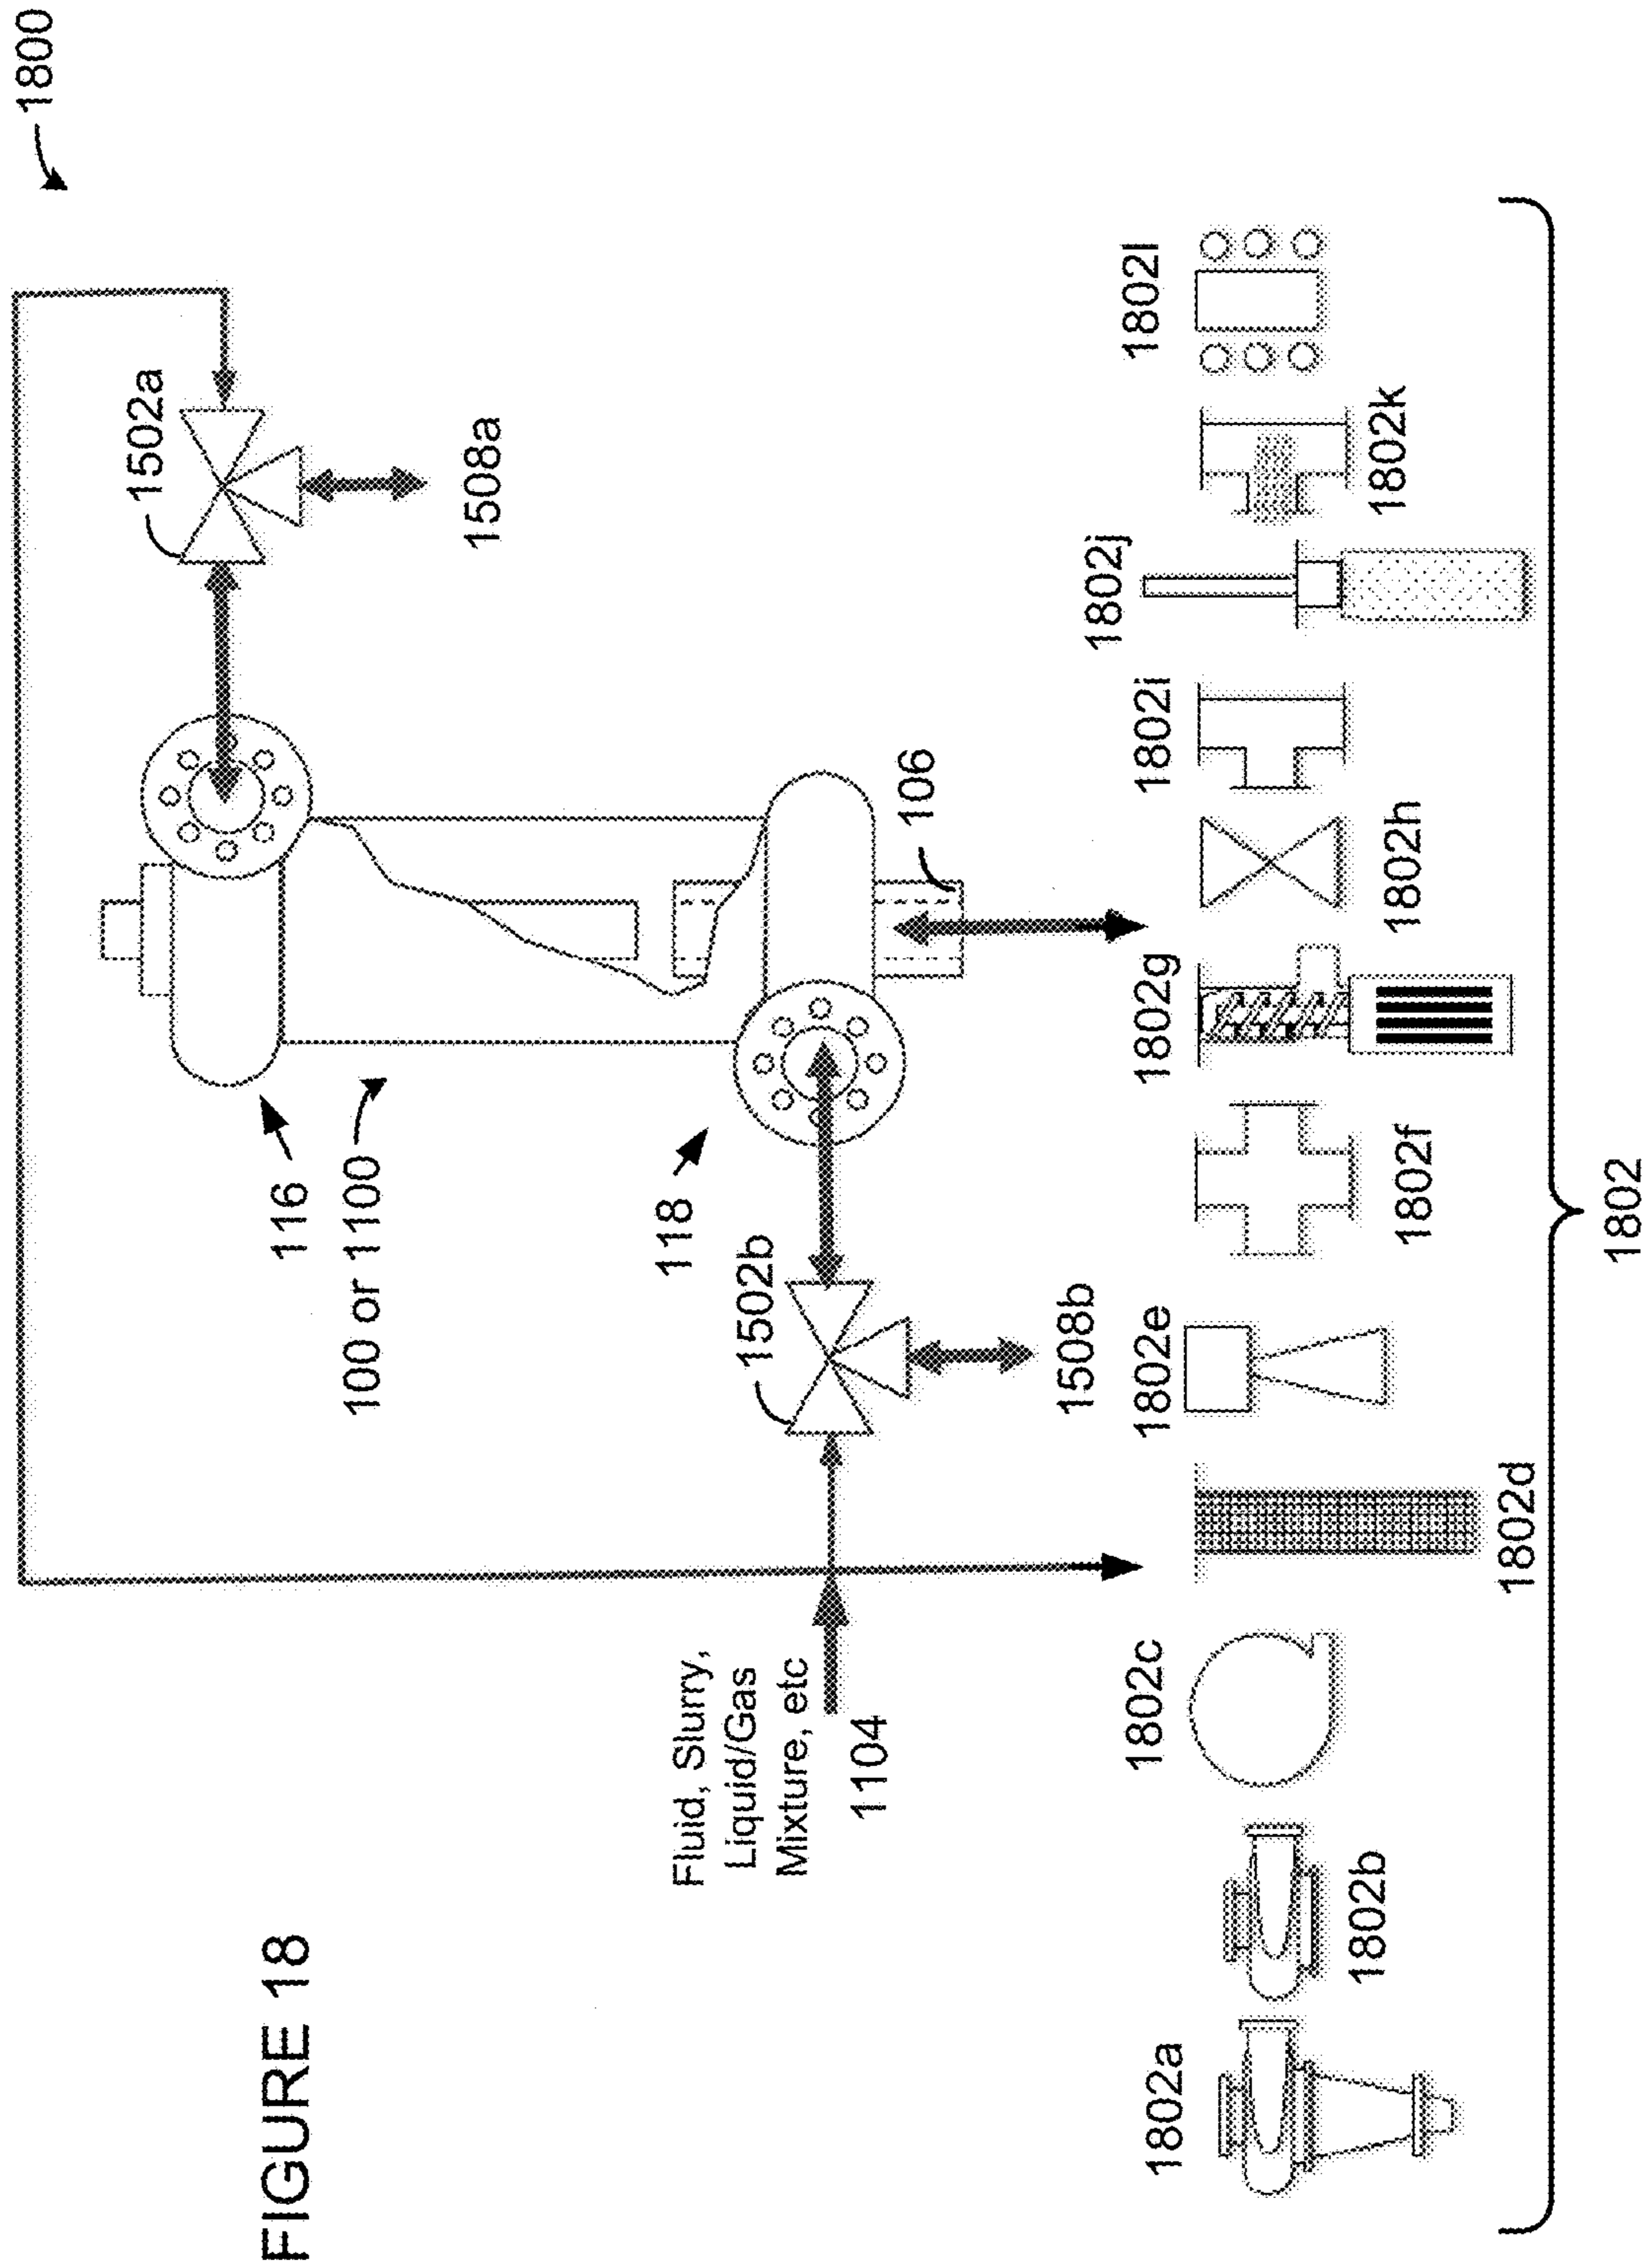 FIGURE 18
1800
1502a
1508a
116
100 or 1100
118
106
1502b
1508b
Fluid, Slurry,
Liquid/Gas
Mixture, etc
1104
1802a
1802b
1802c
1802d
1802e
1802f
1802g
1802h
1802i
1802j
1802k
1802l
1802